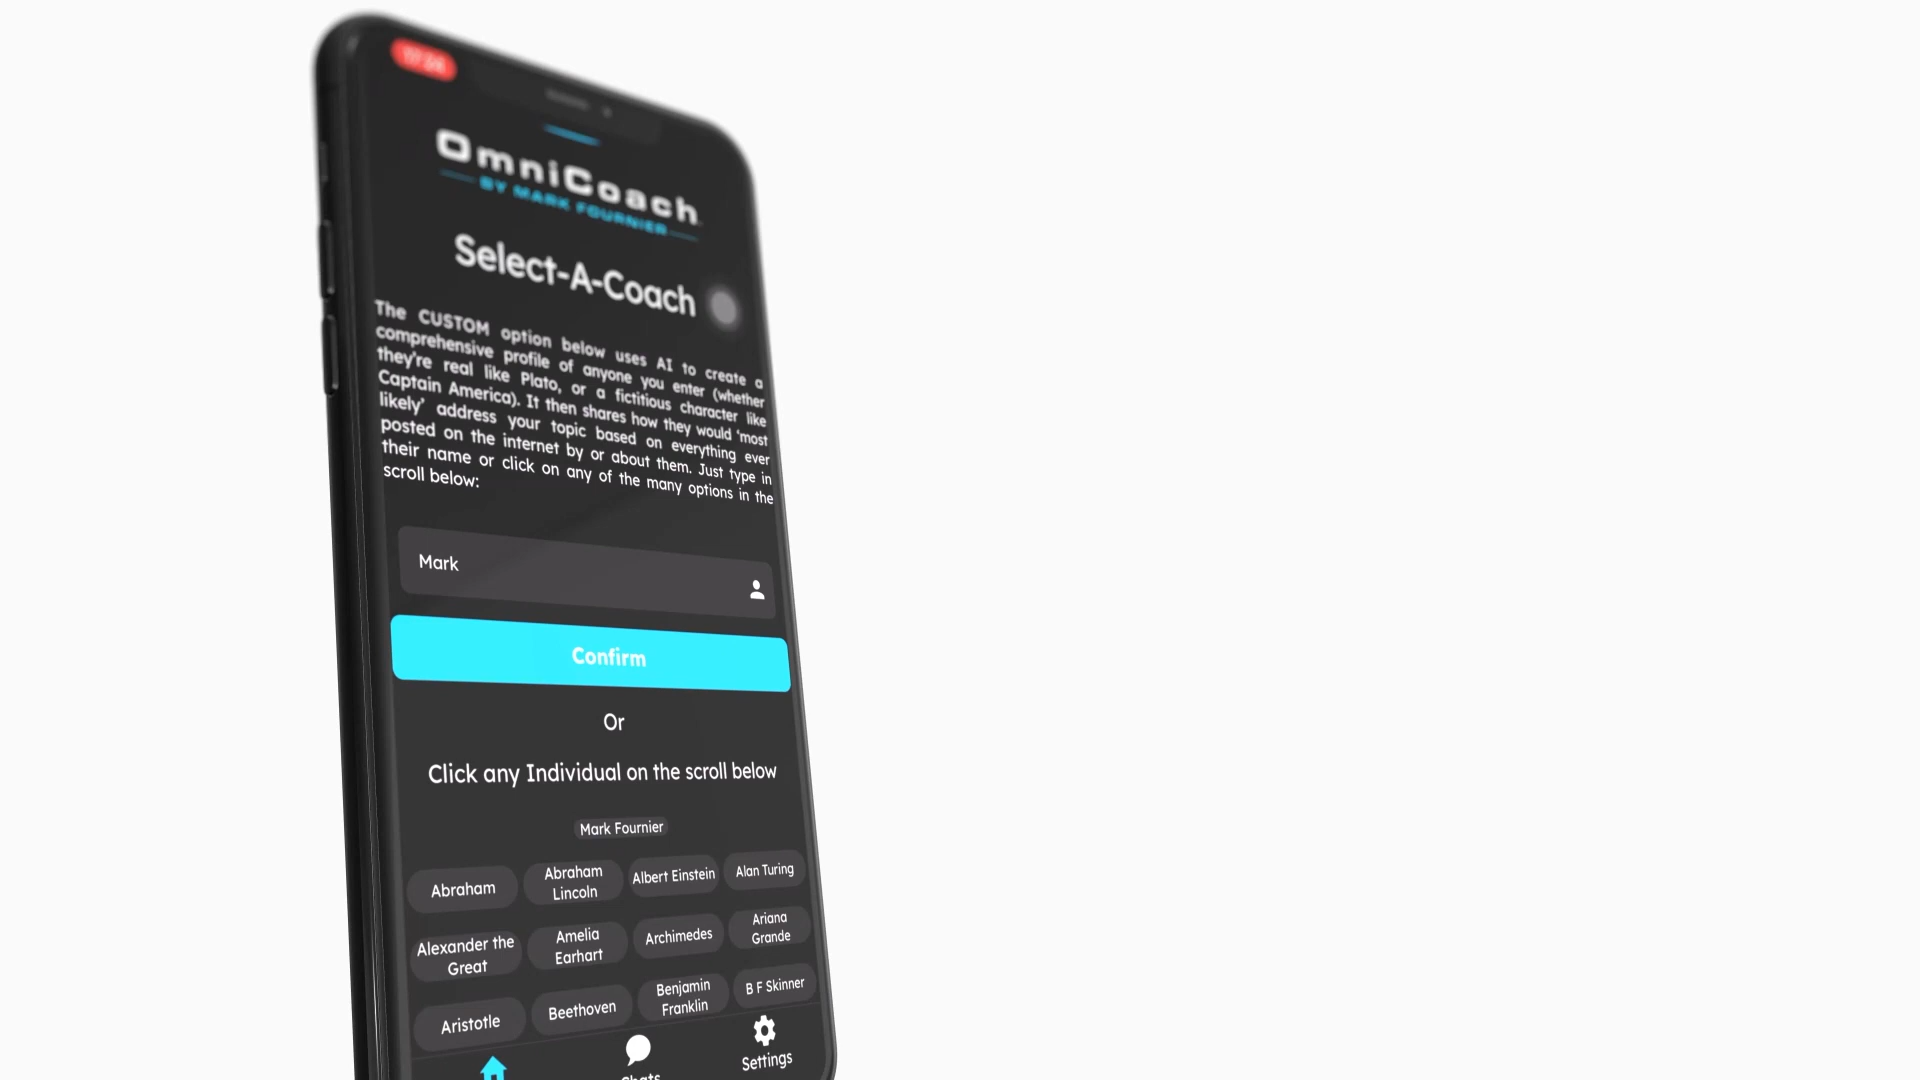 OmniCoach
BY MARK FOURNIER
Select-A-Coach
The CUSTOM option below uses AI to create a
comprehensive profile of anyone you enter (whether
they're real like Plato, or a fictitious character like
Captain America). It then shares how they would 'most
likely' address your topic based on everything ever
posted on the internet by or about them. Just type in
their name or click on any of the many options in the
scroll below:
Mark
Confirm
Or
Click any Individual on the scroll below
Mark Fournier
Abraham
Abraham
Lincoln
Albert Einstein
Alan Turing
Alexander the
Great
Amelia
Earhart
Archimedes
Ariana
Grande
Aristotle
Beethoven
Benjamin
Franklin
B F Skinner
Chats
Settings